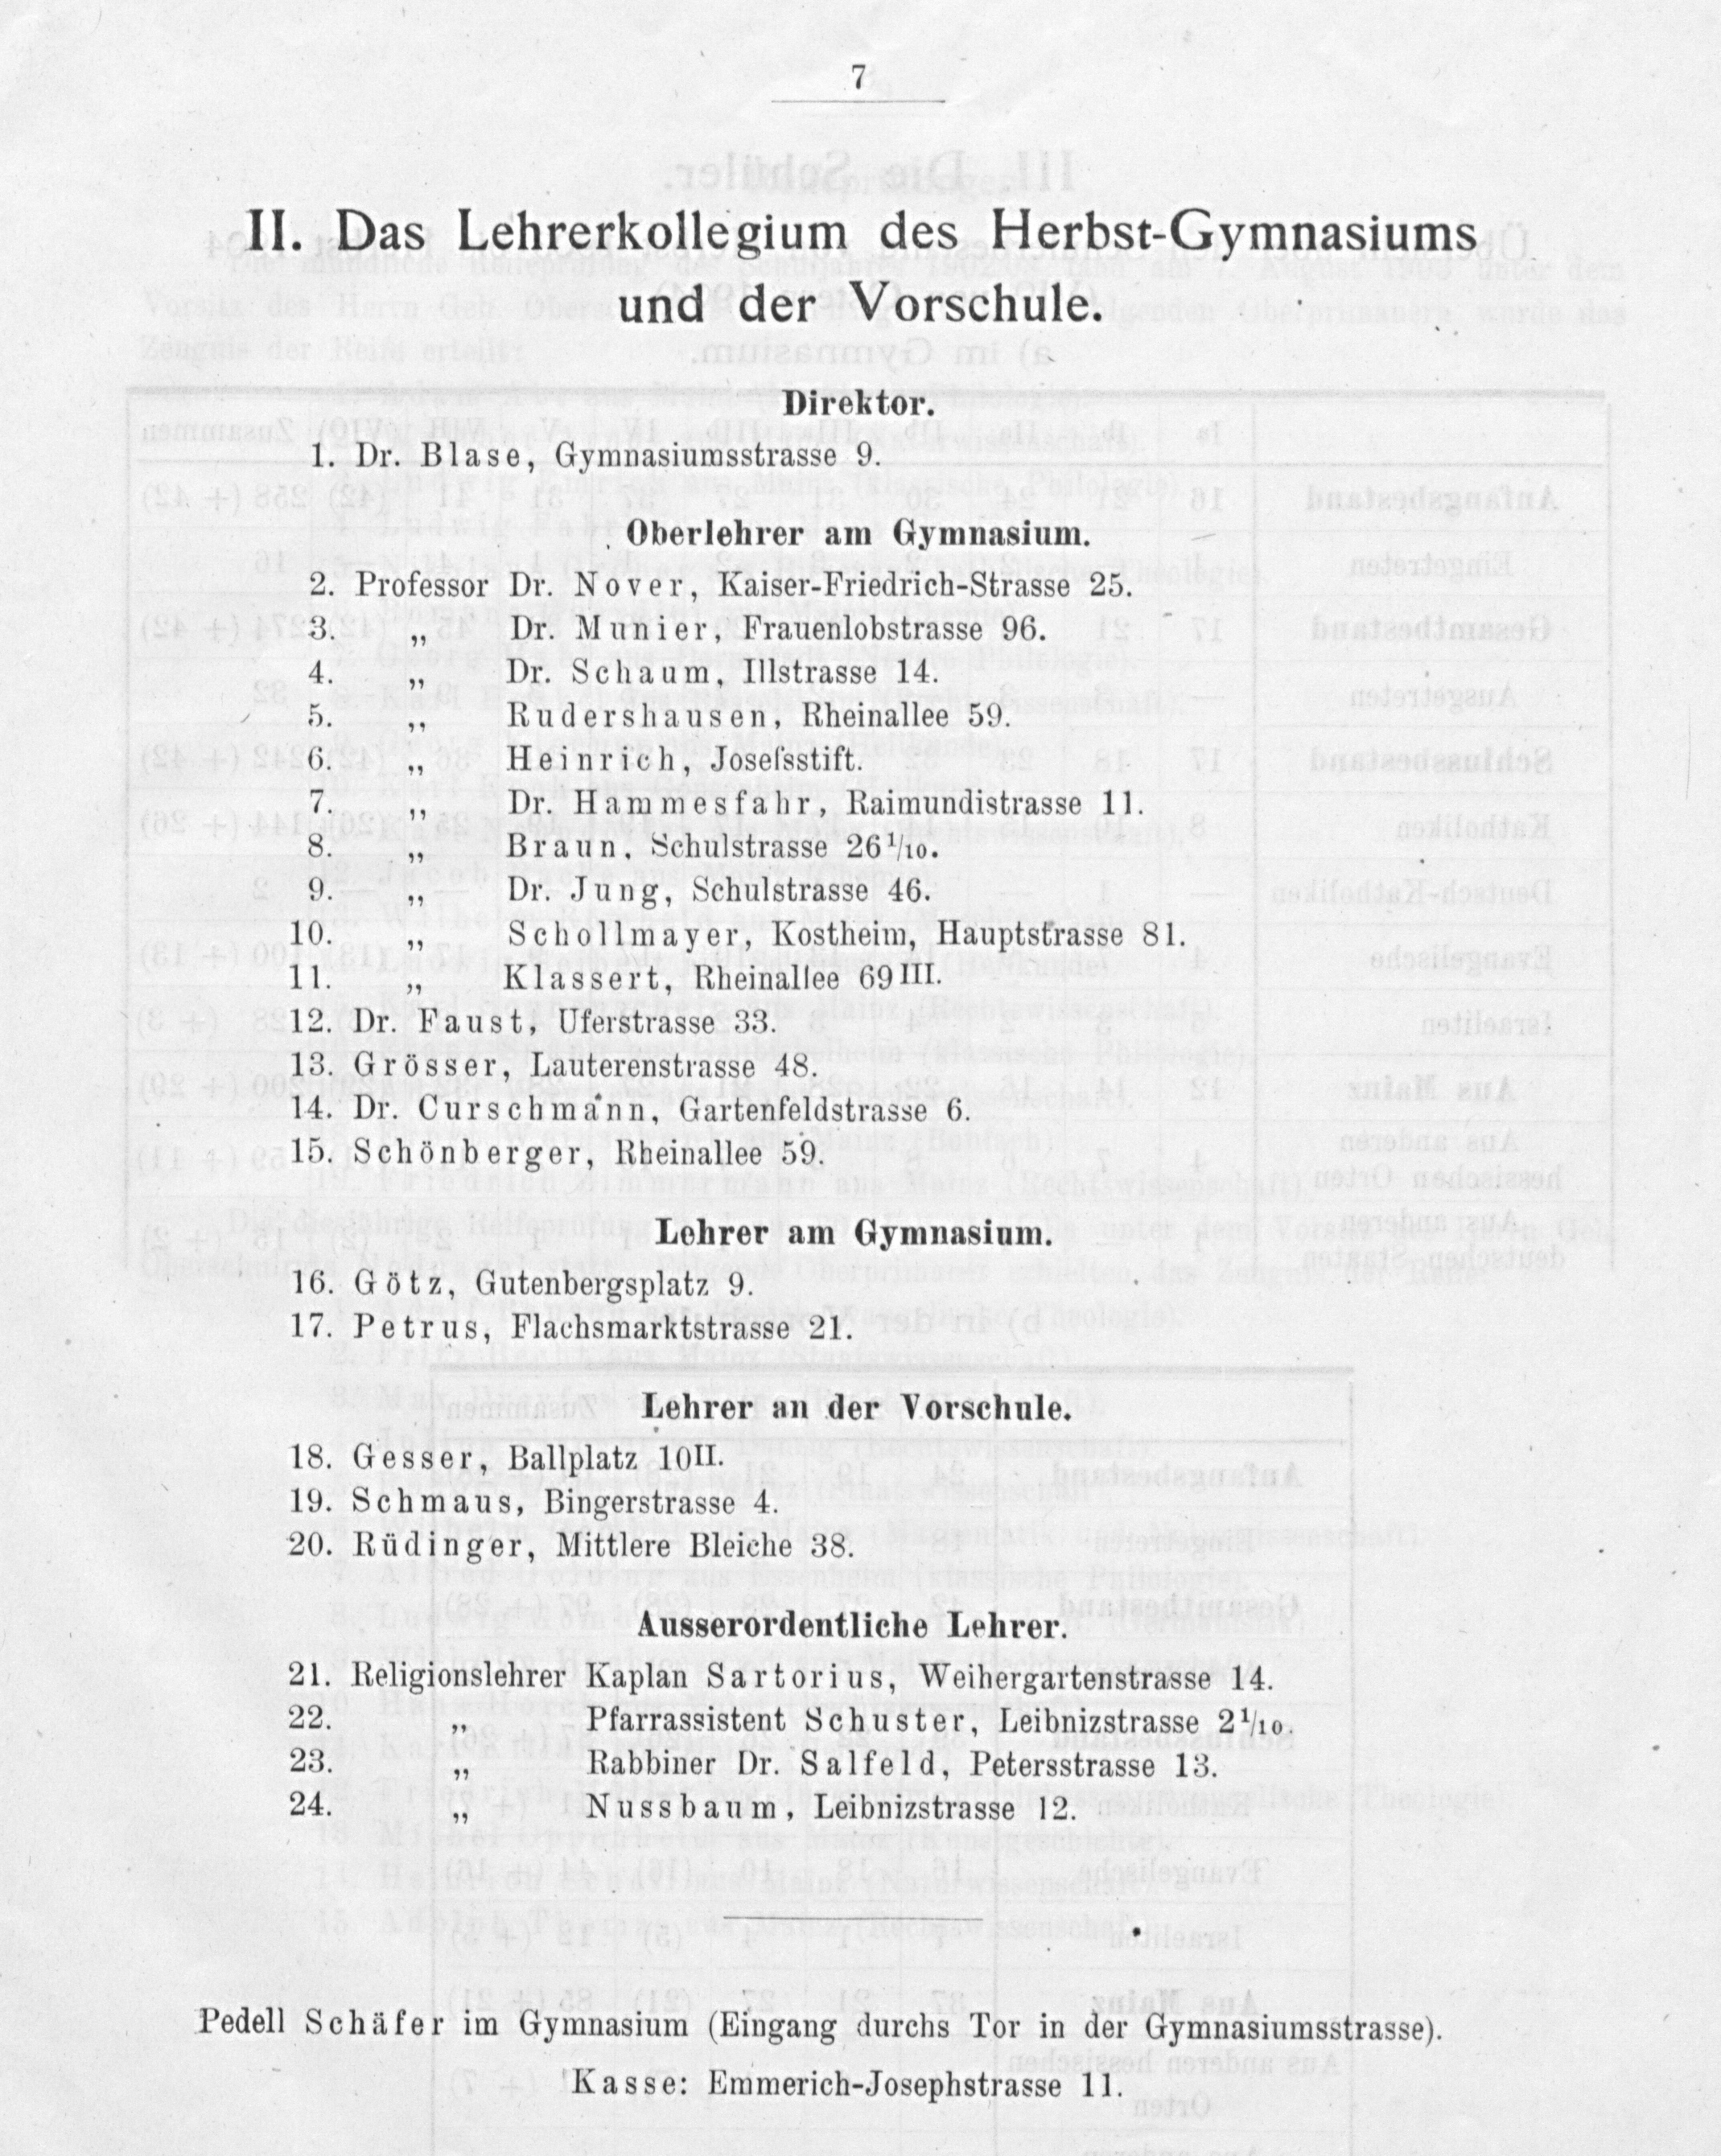 7
II. Das Lehrerkollegium des Herbst-Gymnasiums
und der Vorschule.
Direktor.
1. Dr. Blase, Gymnasiumsstrasse 9.
Oberlehrer am Gymnasium.
2. Professor Dr. Nover, Kaiser-Friedrich-Strasse 25.
3. „ Dr. Munier, Frauenlobstrasse 96.
4. „ Dr. Schaum, Illstrasse 14.
5. „ Rudershausen, Rheinallee 59.
6. „ Heinrich, Josefsstift.
7. „ Dr. Hammesfahr, Raimundistrasse 11.
8. „ Braun, Schulstrasse 26 1/10.
9. „ Dr. Jung, Schulstrasse 46.
10. „ Schollmayer, Kostheim, Hauptstrasse 81.
11. „ Klassert, Rheinallee 69 III.
12. Dr. Faust, Uferstrasse 33.
13. Grösser, Lauterenstrasse 48.
14. Dr. Curschmann, Gartenfeldstrasse 6.
15. Schönberger, Rheinallee 59.
Lehrer am Gymnasium.
16. Götz, Gutenbergsplatz 9.
17. Petrus, Flachsmarktstrasse 21.
Lehrer an der Vorschule.
18. Gesser, Ballplatz 10 II.
19. Schmaus, Bingerstrasse 4.
20. Rüdinger, Mittlere Bleiche 38.
Ausserordentliche Lehrer.
21. Religionslehrer Kaplan Sartorius, Weihergartenstrasse 14.
22. „ Pfarrassistent Schuster, Leibnizstrasse 2 1/10.
23. „ Rabbiner Dr. Salfeld, Petersstrasse 13.
24. „ Nussbaum, Leibnizstrasse 12.
Pedell Schäfer im Gymnasium (Eingang durchs Tor in der Gymnasiumsstrasse).
Kasse: Emmerich-Josephstrasse 11.